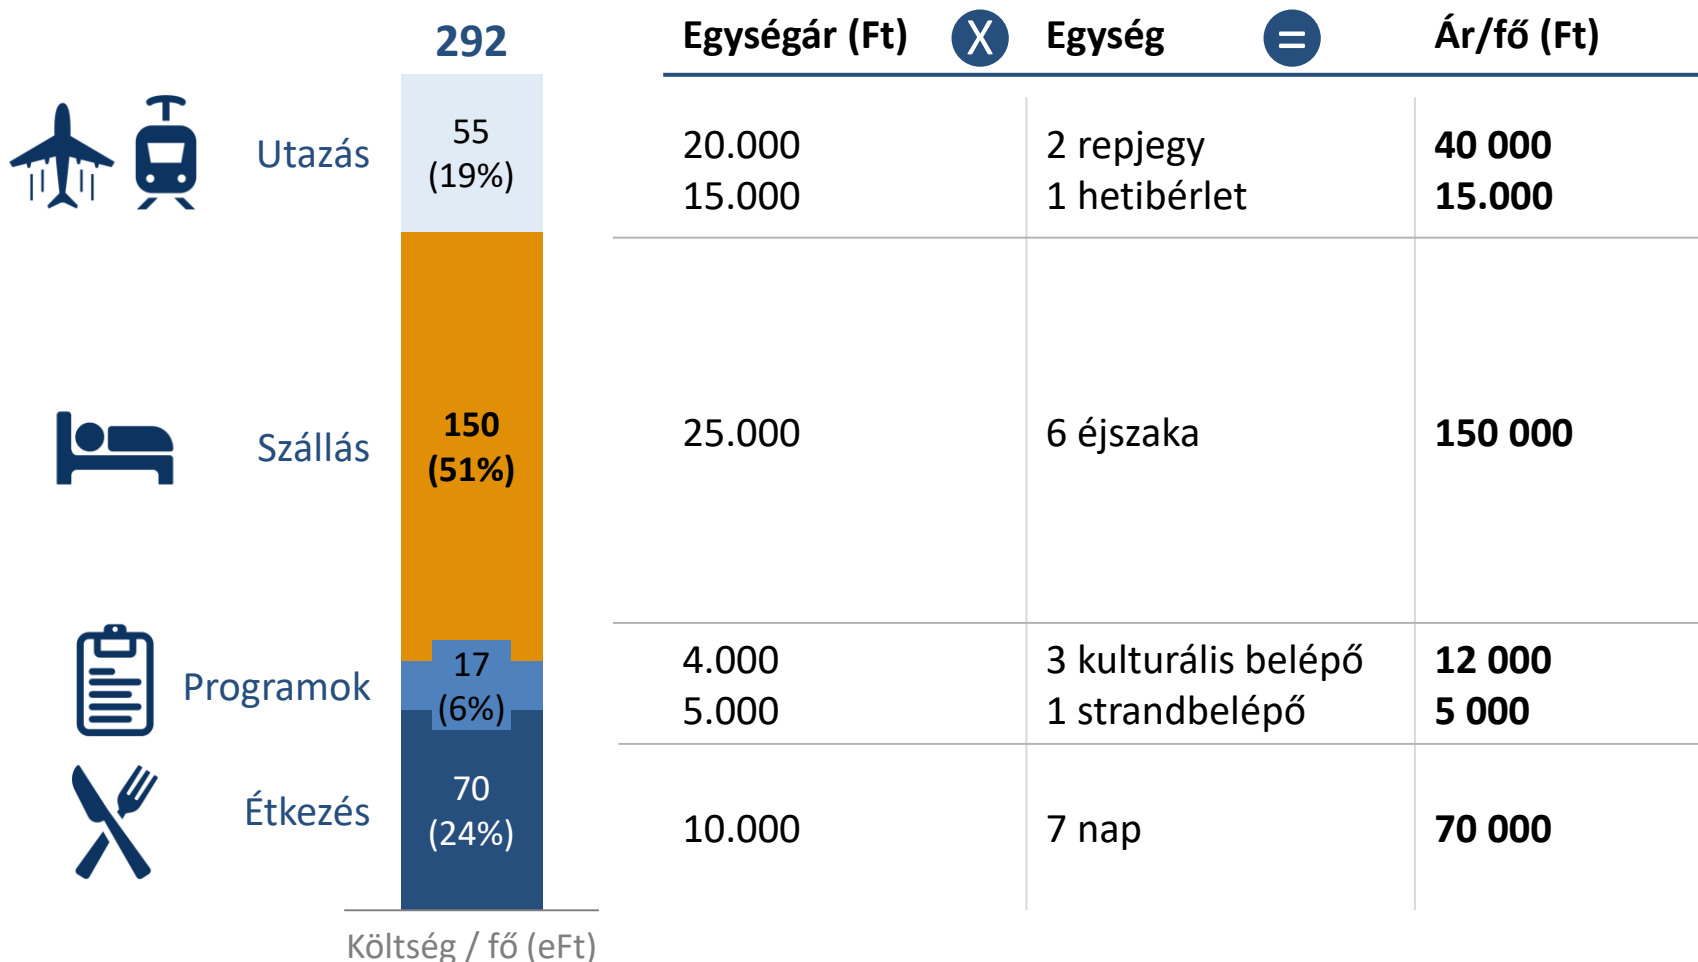 292
Egységár (Ft) X Egység = Ár/fő (Ft)
Utazás
55
(19%)
20.000 2 repjegy 40 000
15.000 1 hetibérlet 15.000
Szállás
150
(51%)
25.000 6 éjszaka 150 000
Programok
17
(6%)
4.000 3 kulturális belépő 12 000
5.000 1 strandbelépő 5 000
Étkezés
70
(24%)
10.000 7 nap 70 000
Költség / fő (eFt)